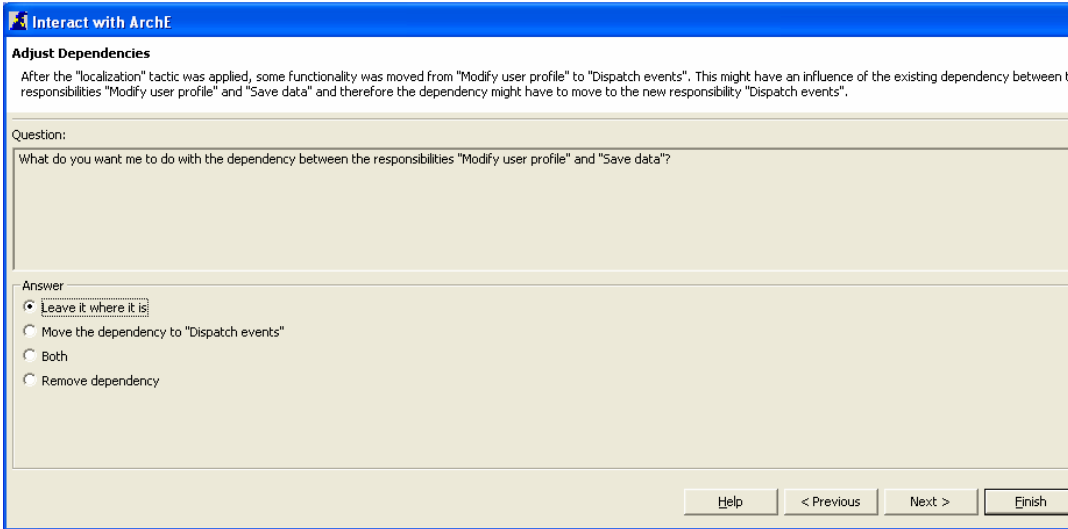 Interact with ArchE
Adjust Dependencies
After the "localization" tactic was applied, some functionality was moved from "Modify user profile" to "Dispatch events". This might have an influence of the existing dependency between
responsibilities "Modify user profile" and "Save data" and therefore the dependency might have to move to the new responsibility "Dispatch events".
Question:
What do you want me to do with the dependency between the responsibilities "Modify user profile" and "Save data"?
Answer
Leave it where it is
Move the dependency to "Dispatch events"
Both
Remove dependency
Help
< Previous
Next >
Finish